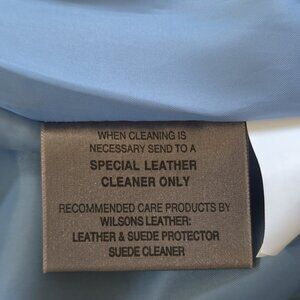 WHEN CLEANING IS
NECESSARY SEND TO A
SPECIAL LEATHER
CLEANER ONLY
RECOMMENDED CARE PRODUCTS BY
WILSONS LEATHER:
LEATHER & SUEDE PROTECTOR
SUEDE CLEANER